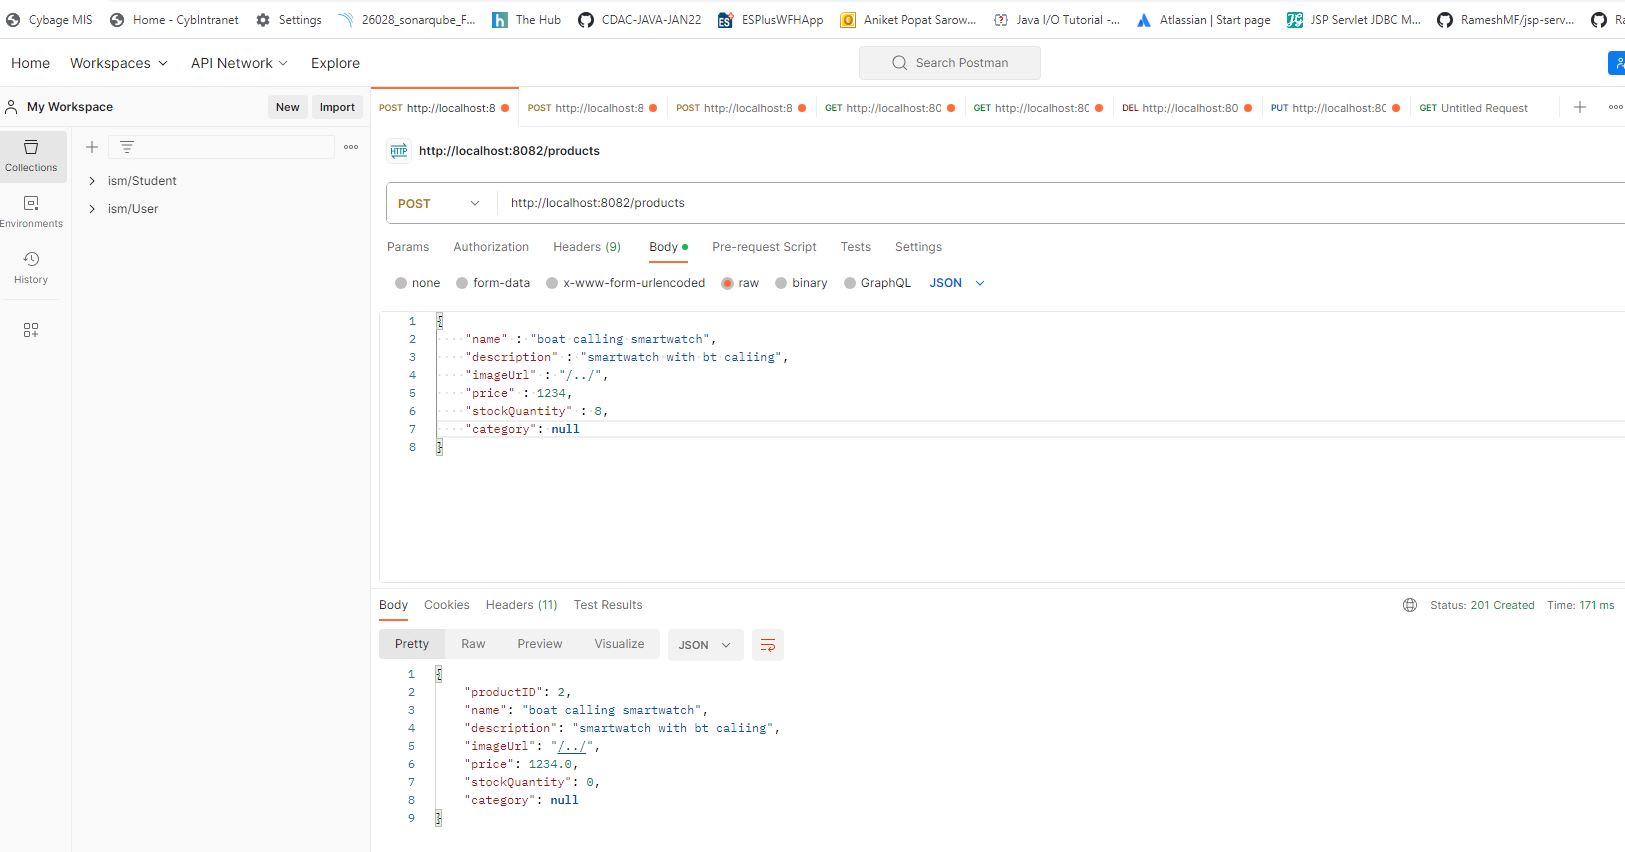 Cybage MIS Home - CybIntranet Settings 26028_sonarqube_F... The Hub CDAC-JAVA-JAN22 ESPlusWFHApp Aniket Popat Sarow... Java I/O Tutorial -... Atlassian | Start page JSP Servlet JDBC M... RameshMF/jsp-serv...
Home Workspaces API Network Explore Search Postman
My Workspace New Import
POST http://localhost:8 POST http://localhost:8 POST http://localhost:8 GET http://localhost:80 GET http://localhost:80 DEL http://localhost:80 PUT http://localhost:80 GET Untitled Request
Collections
Environments
History
ism/Student
ism/User
HTTP http://localhost:8082/products
POST http://localhost:8082/products
Params Authorization Headers (9) Body Pre-request Script Tests Settings
none form-data x-www-form-urlencoded raw binary GraphQL JSON
1 {
2 "name" : "boat calling smartwatch",
3 "description" : "smartwatch with bt caliing",
4 "imageUrl" : "/../",
5 "price" : 1234,
6 "stockQuantity" : 8,
7 "category": null
8 }
Body Cookies Headers (11) Test Results Status: 201 Created Time: 171 ms
Pretty Raw Preview Visualize JSON
1 {
2 "productID": 2,
3 "name": "boat calling smartwatch",
4 "description": "smartwatch with bt caliing",
5 "imageUrl": "/../",
6 "price": 1234.0,
7 "stockQuantity": 0,
8 "category": null
9 }